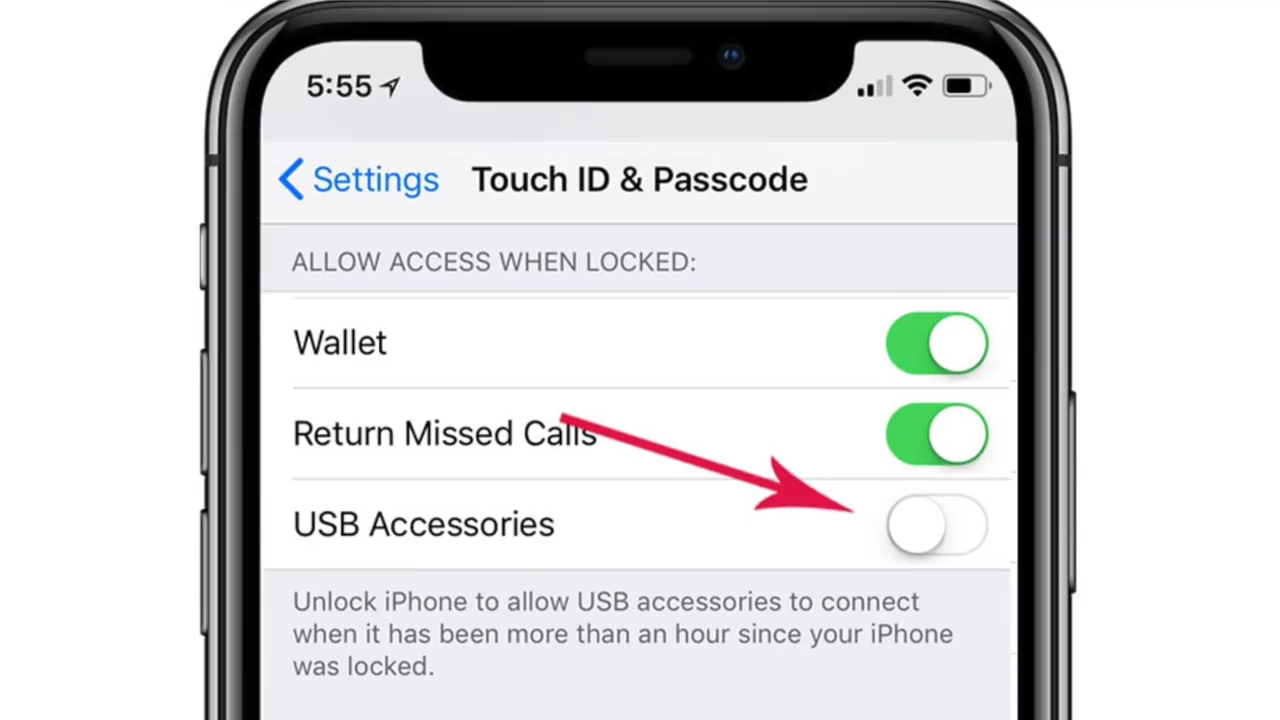 5:55
Settings
Touch ID & Passcode
ALLOW ACCESS WHEN LOCKED:
Wallet
Return Missed Calls
USB Accessories
Unlock iPhone to allow USB accessories to connect
when it has been more than an hour since your iPhone
was locked.